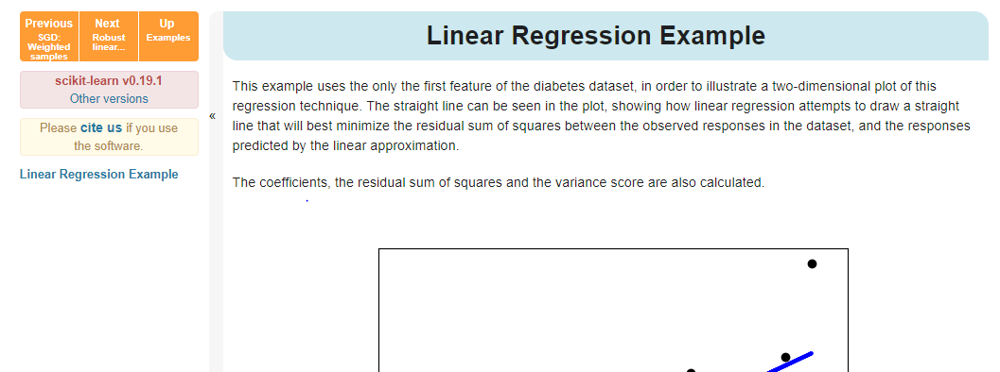 Previous
SGD:
Weighted
samples
Next
Robust
linear...
Up
Examples
scikit-learn v0.19.1
Other versions
Please cite us if you use
the software.
Linear Regression Example
«
Linear Regression Example
This example uses the only the first feature of the diabetes dataset, in order to illustrate a two-dimensional plot of this
regression technique. The straight line can be seen in the plot, showing how linear regression attempts to draw a straight
line that will best minimize the residual sum of squares between the observed responses in the dataset, and the responses
predicted by the linear approximation.
The coefficients, the residual sum of squares and the variance score are also calculated.